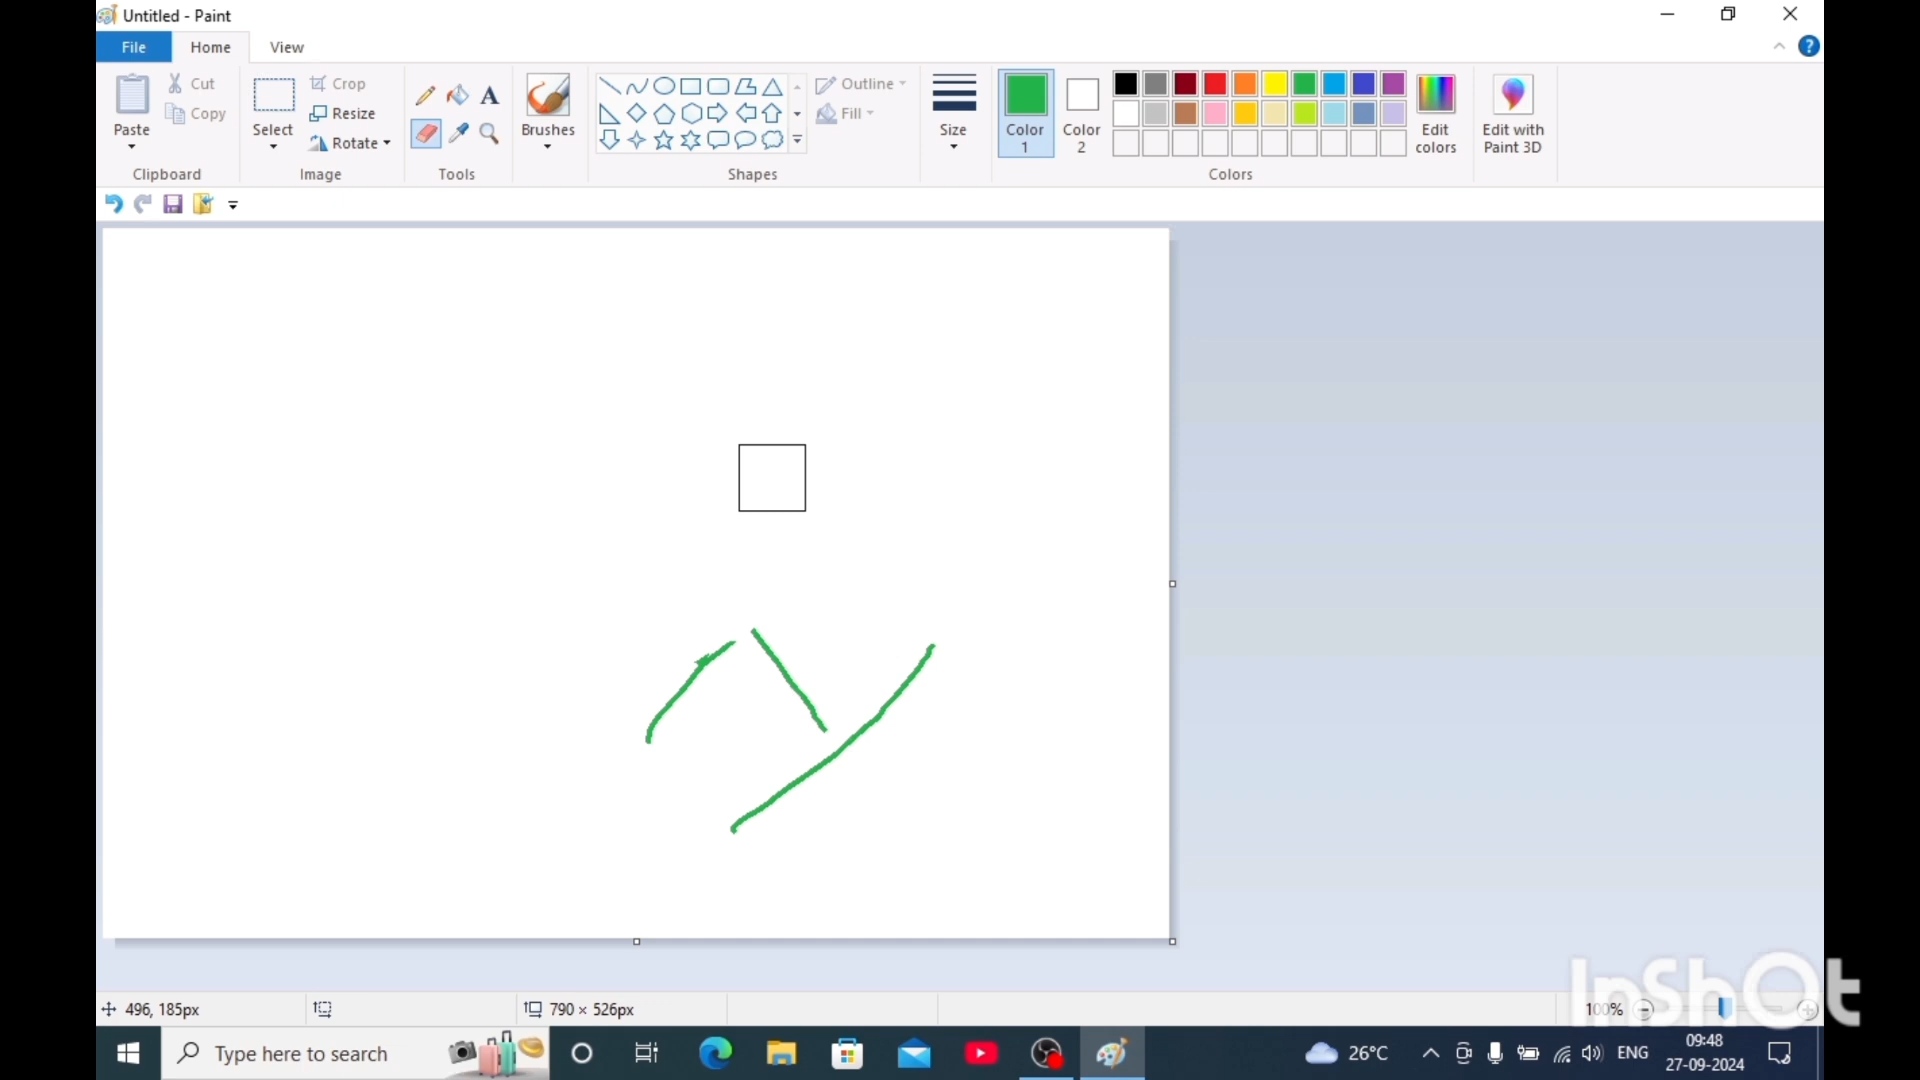 Untitled - Paint
File Home View
Paste
Cut
Copy
Clipboard
Select
Crop
Resize
Rotate
Image
A
Tools
Brushes
Shapes
Outline
Fill
Size
Color 1
Color 2
Colors
Edit colors
Edit with Paint 3D
496, 185px
790 × 526px
100%
InShOt
Type here to search
26°C
ENG
09:48
27-09-2024